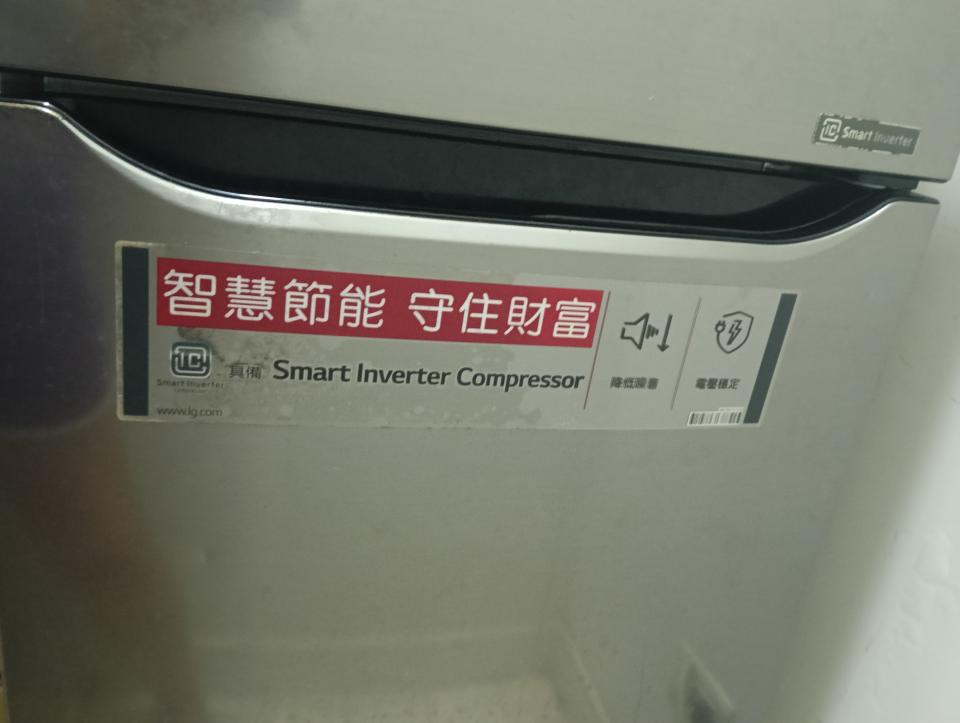 Smart Inverter
智慧節能 守住財富
Smart Inverter
具備 Smart Inverter Compressor
www.lg.com
降低噪音
電壓穩定